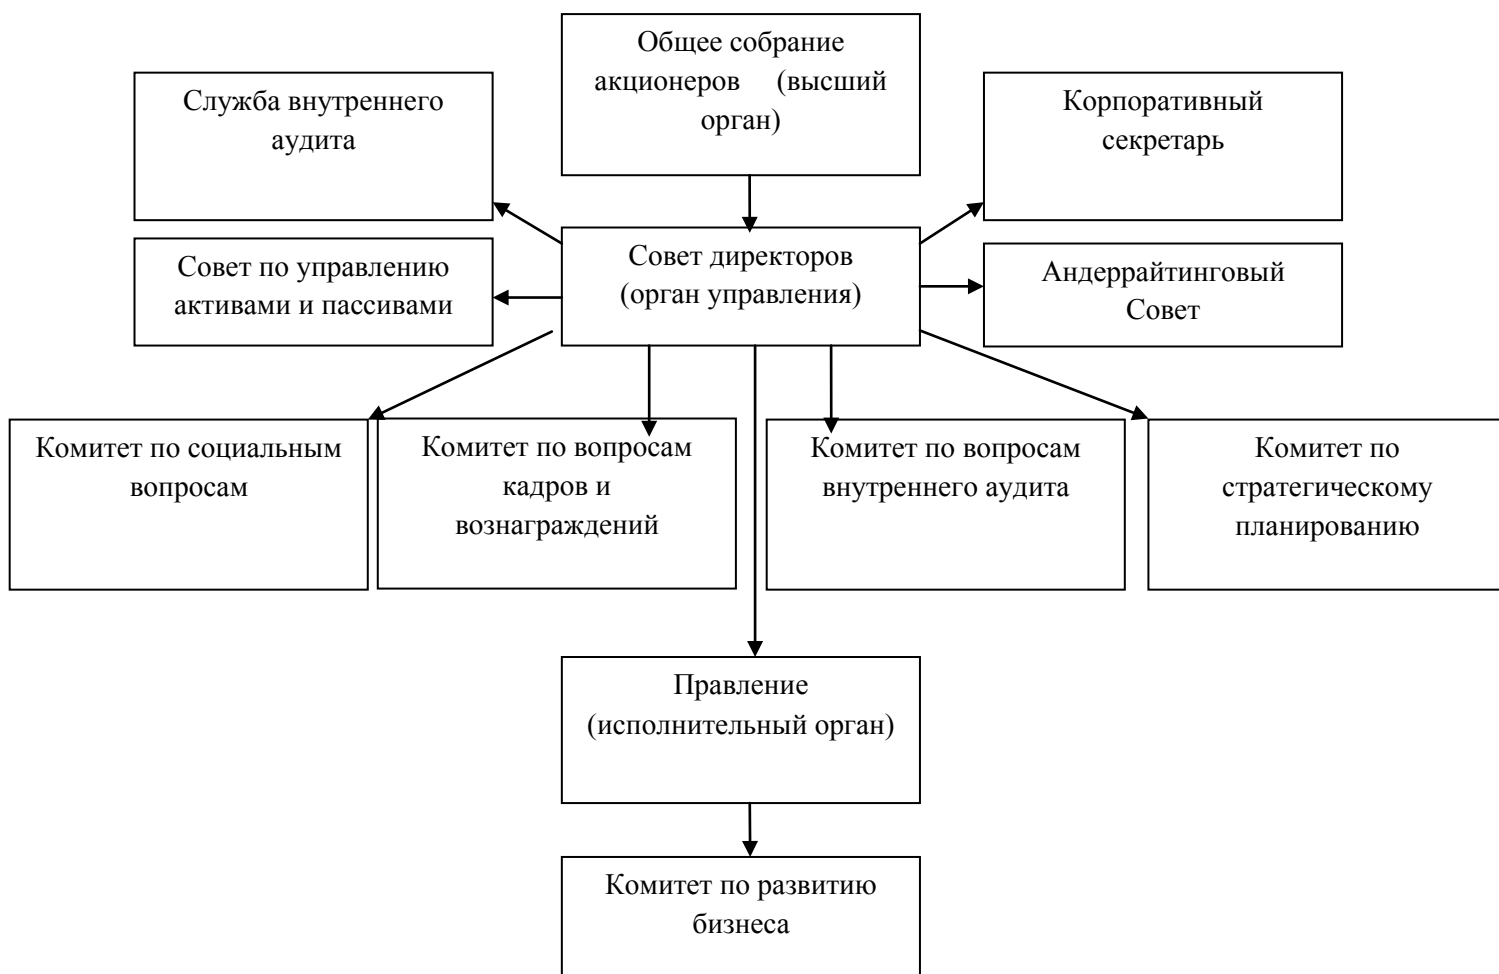 Общее собрание
акционеров (высший
орган)
Служба внутреннего
аудита
Корпоративный
секретарь
Совет директоров
(орган управления)
Совет по управлению
активами и пассивами
Андеррайтинговый
Совет
Комитет по социальным
вопросам
Комитет по вопросам
кадров и
вознаграждений
Комитет по вопросам
внутреннего аудита
Комитет по
стратегическому
планированию
Правление
(исполнительный орган)
Комитет по развитию
бизнеса